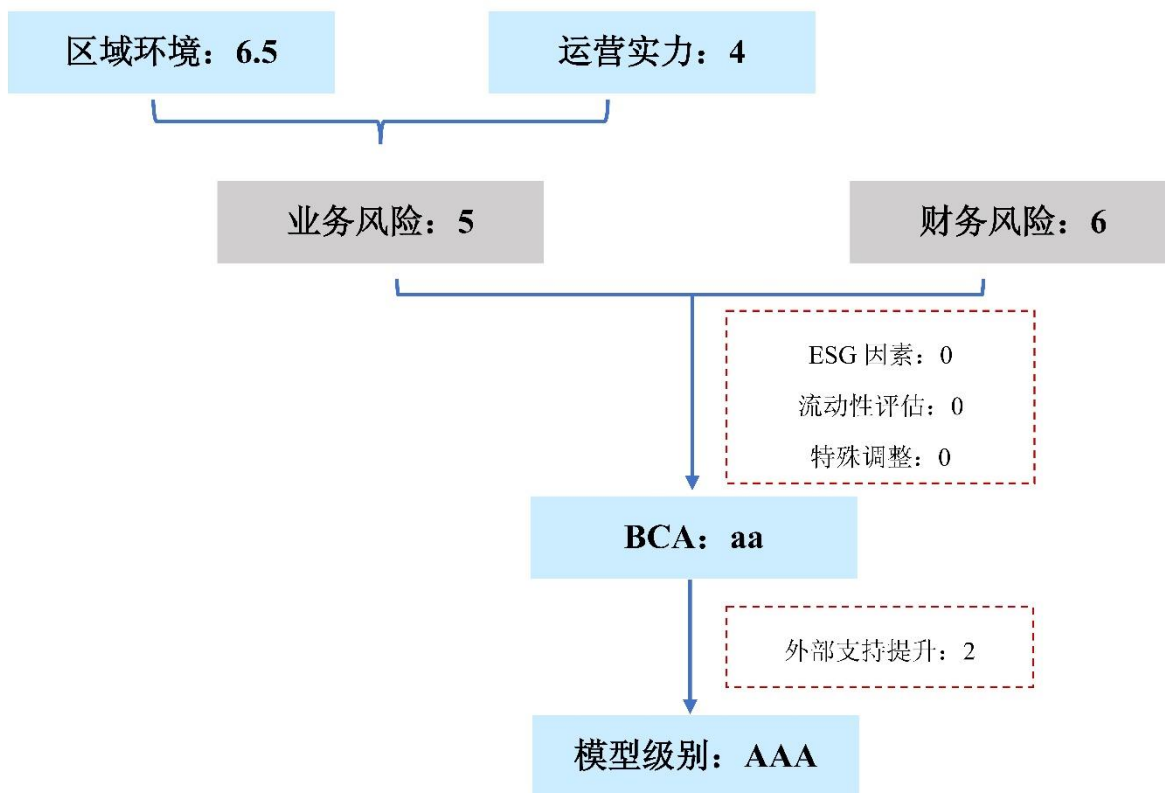 区域环境：6.5
运营实力：4
业务风险：5
财务风险：6
ESG 因素：0
流动性评估：0
特殊调整：0
BCA：aa
外部支持提升：2
模型级别：AAA